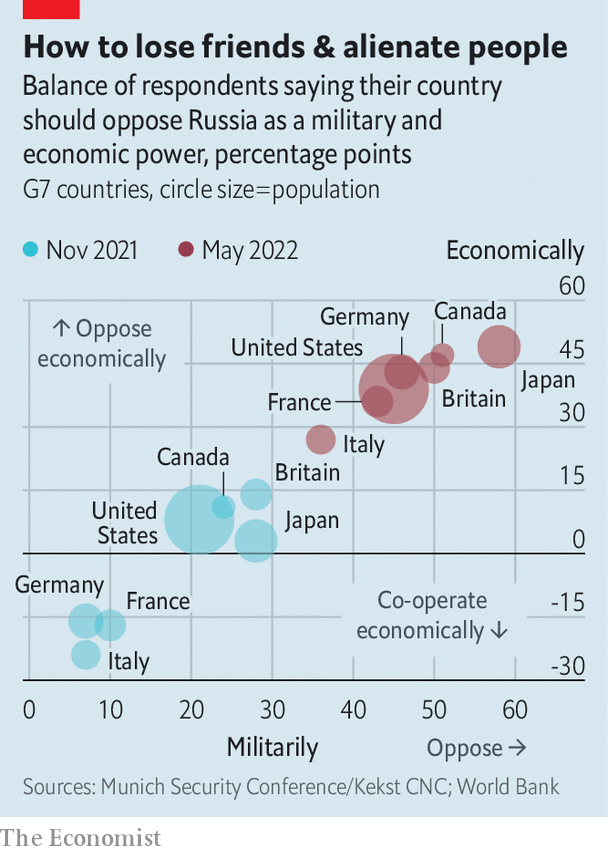 How to lose friends & alienate people
Balance of respondents saying their country
should oppose Russia as a military and
economic power, percentage points
G7 countries, circle size=population
Nov 2021
May 2022
Economically
60
↑ Oppose
economically
Germany
Canada
United States
45
Japan
France
Britain
30
Italy
Canada
Britain
15
United
States
Japan
0
Germany
France
Co-operate
economically ↓
-15
Italy
-30
0 10 20 30 40 50 60
Militarily
Oppose →
Sources: Munich Security Conference/Kekst CNC; World Bank
The Economist